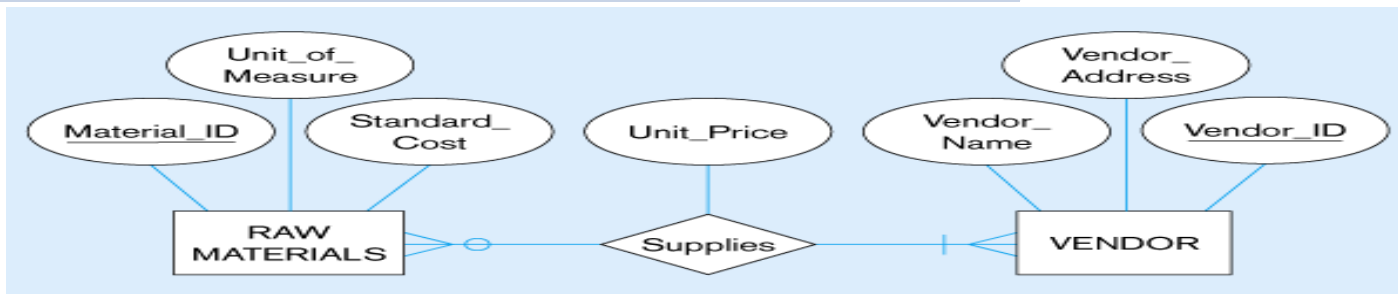 Unit_of_
Measure
Vendor_
Address
Material_ID
Standard_
Cost
Unit_Price
Vendor_
Name
Vendor_ID
RAW
MATERIALS
Supplies
VENDOR